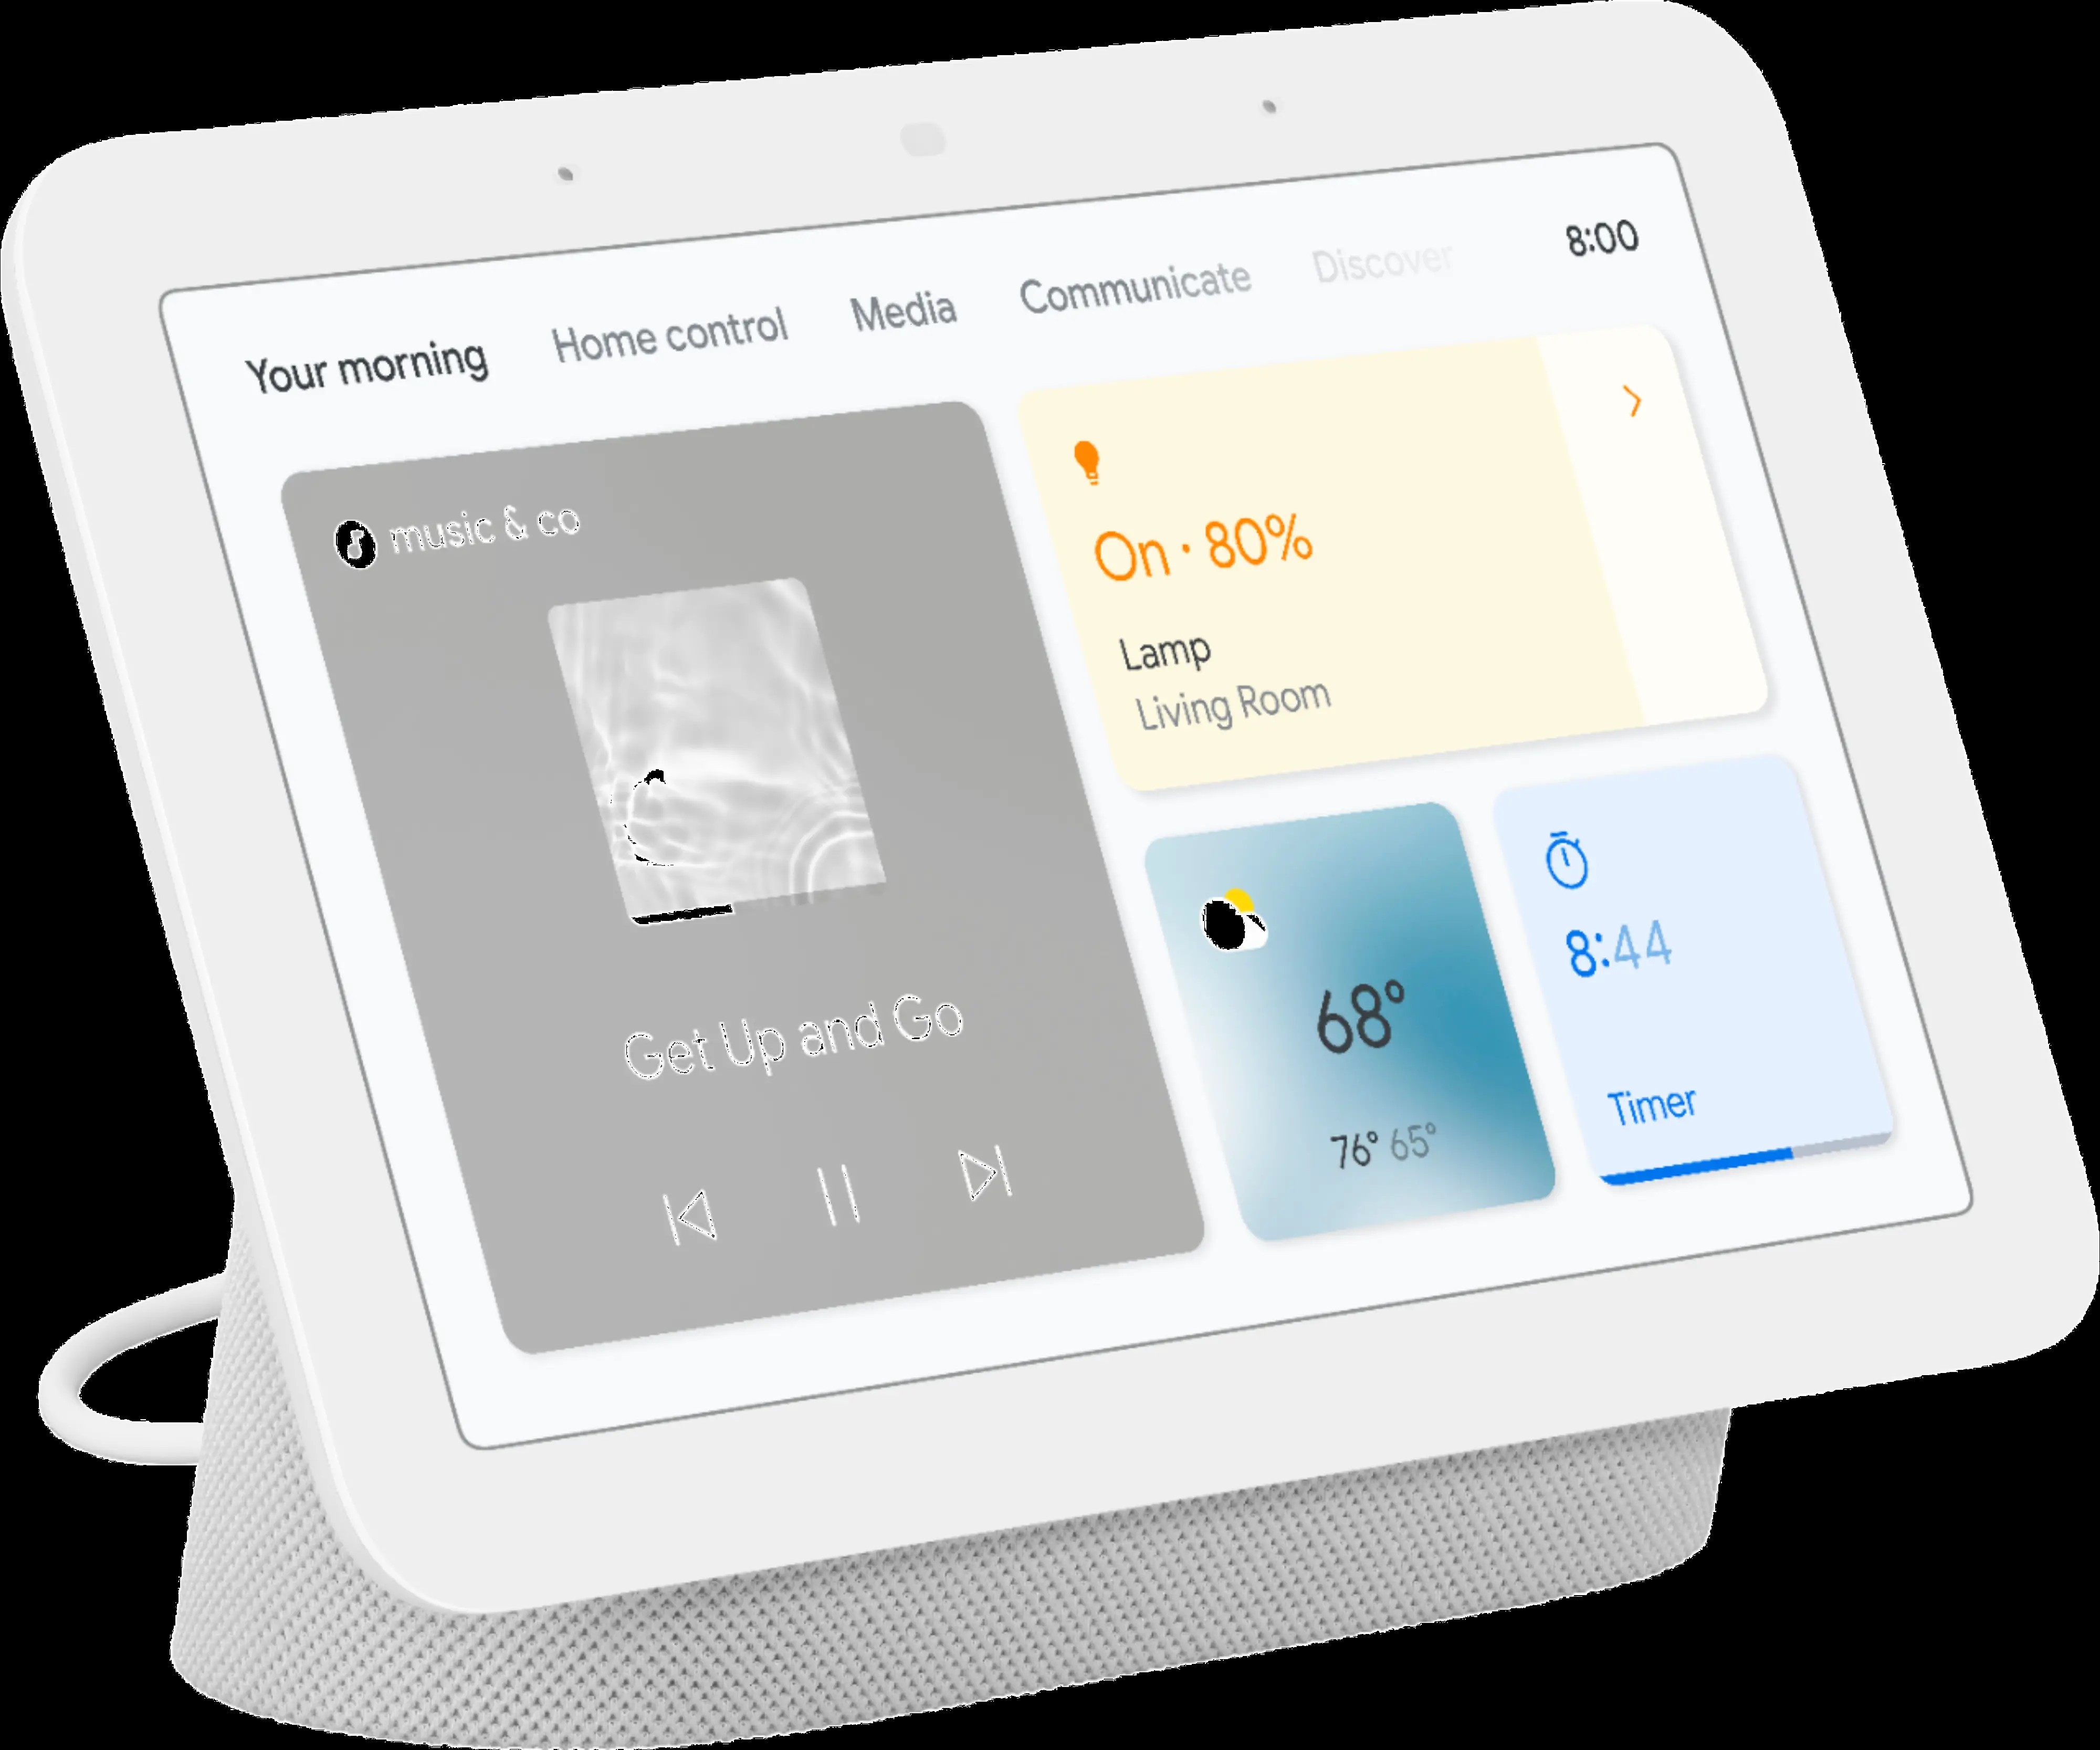 8:00
Your morning Home control Media Communicate Discover
music & co
Get Up and Go
On · 80%
Lamp
Living Room
68°
76° 65°
8:44
Timer